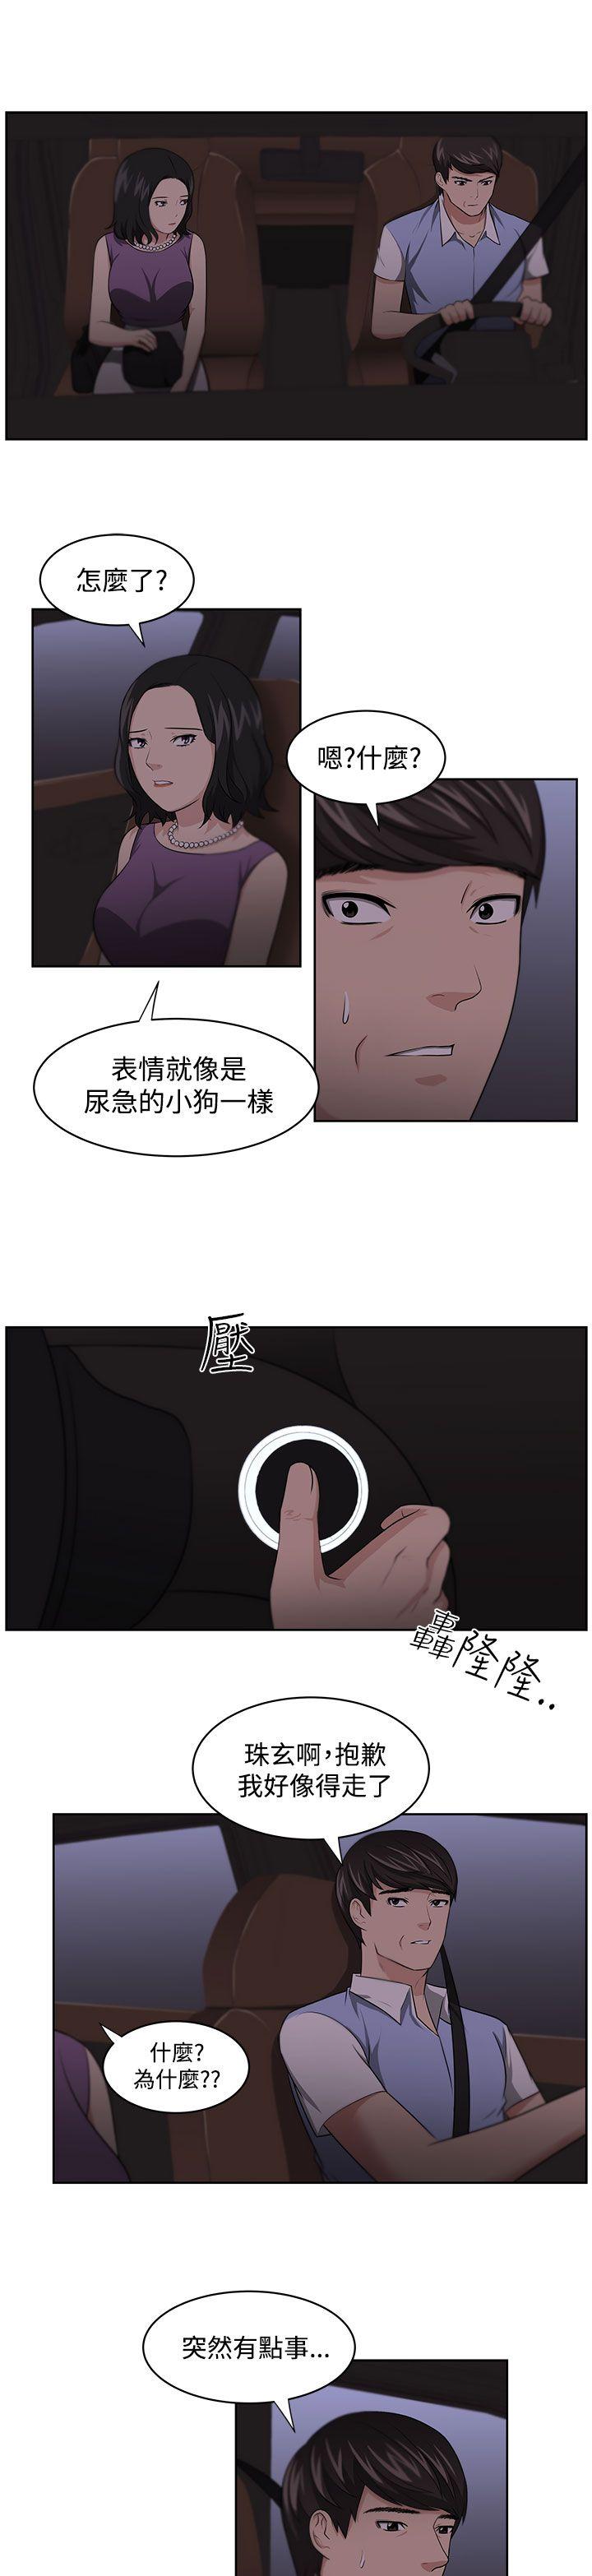 怎麼了?
嗯?什麼?
表情就像是
尿急的小狗一樣
壓
轟隆隆..
珠玄啊,抱歉
我好像得走了
什麼?
為什麼??
突然有點事...